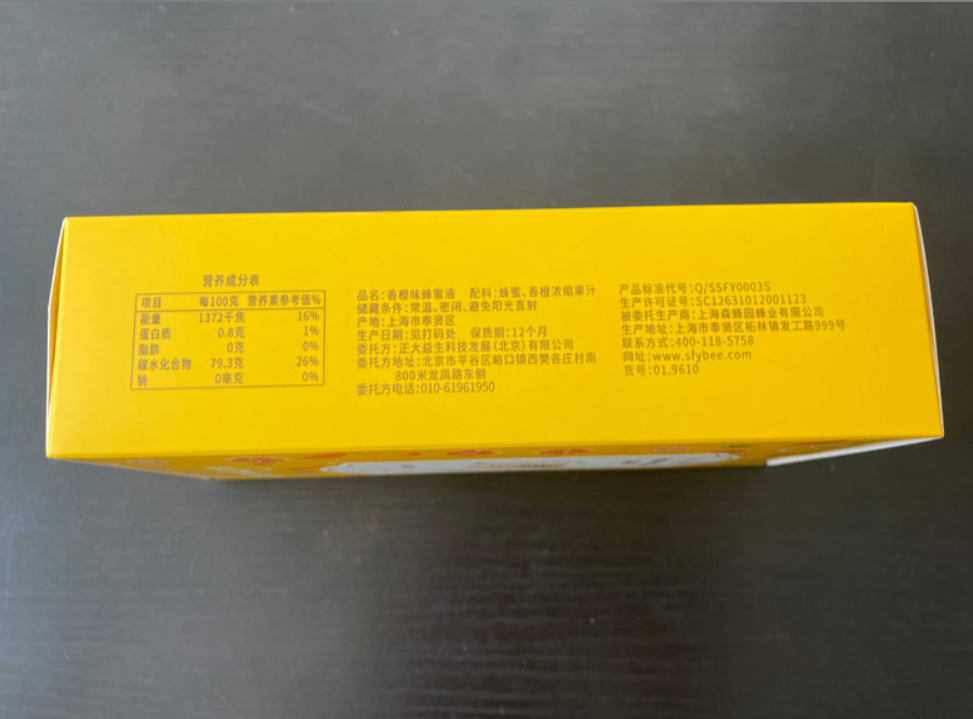 营养成分表
项目 每100克 营养素参考值%
能量 1372千焦 16%
蛋白质 0.8克 1%
脂肪 0克 0%
碳水化合物 79.3克 26%
钠 0毫克 0%
品名:香橙味蜂蜜液 配料:蜂蜜、香橙浓缩果汁
储藏条件:常温、密闭、避免阳光直射
产地:上海市奉贤区
生产日期:见打码处 保质期:12个月
委托方:正大益生科技发展(北京)有限公司
委托方地址:北京市平谷区峪口镇西樊各庄村南
800米龙凤路东侧
委托方电话:010-61961950
产品标准代号:Q/SSFY0003S
生产许可证号:SC12631012001123
被委托生产商:上海森蜂园蜂业有限公司
生产地址:上海市奉贤区柘林镇发工路999号
联系方式:400-118-5758
网址:www.sfybee.com
货号:01.9610